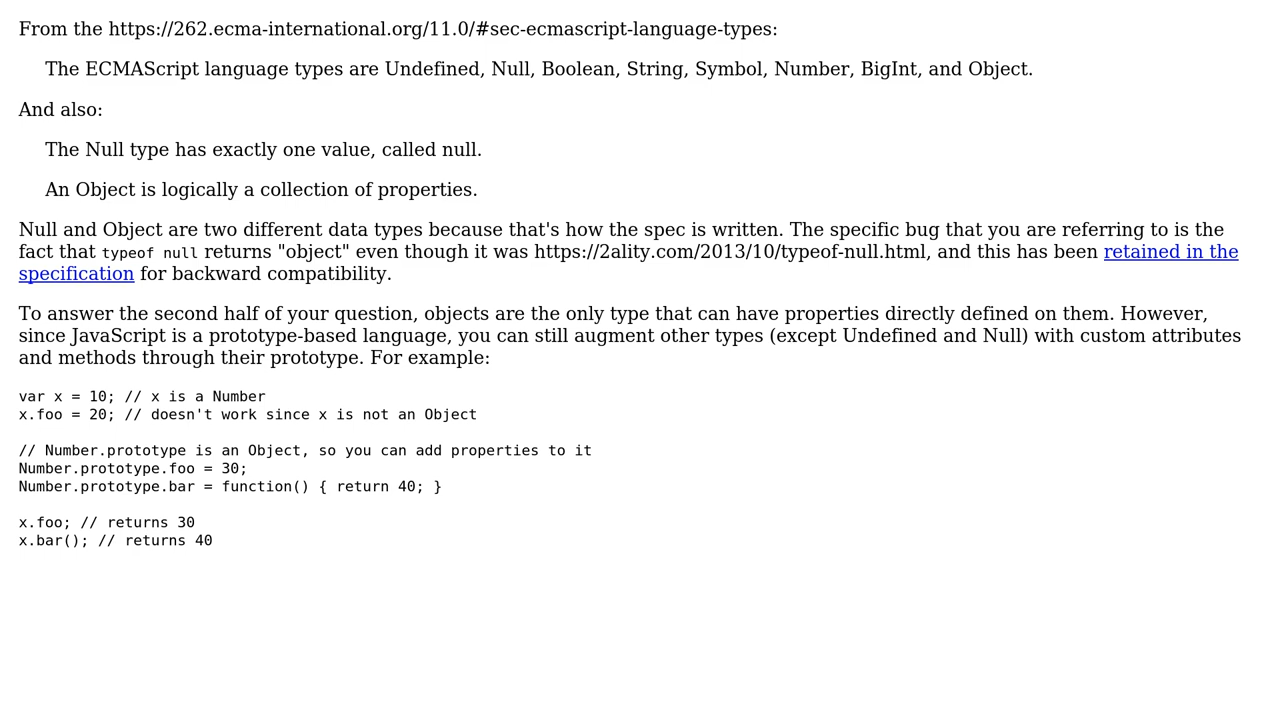 From the https://262.ecma-international.org/11.0/#sec-ecmascript-language-types:
The ECMAScript language types are Undefined, Null, Boolean, String, Symbol, Number, BigInt, and Object.
And also:
The Null type has exactly one value, called null.
An Object is logically a collection of properties.
Null and Object are two different data types because that's how the spec is written. The specific bug that you are referring to is the
fact that typeof null returns "object" even though it was https://2ality.com/2013/10/typeof-null.html, and this has been retained in the
specification for backward compatibility.
To answer the second half of your question, objects are the only type that can have properties directly defined on them. However,
since JavaScript is a prototype-based language, you can still augment other types (except Undefined and Null) with custom attributes
and methods through their prototype. For example:
var x = 10; // x is a Number
x.foo = 20; // doesn't work since x is not an Object
// Number.prototype is an Object, so you can add properties to it
Number.prototype.foo = 30;
Number.prototype.bar = function() { return 40; }
x.foo; // returns 30
x.bar(); // returns 40